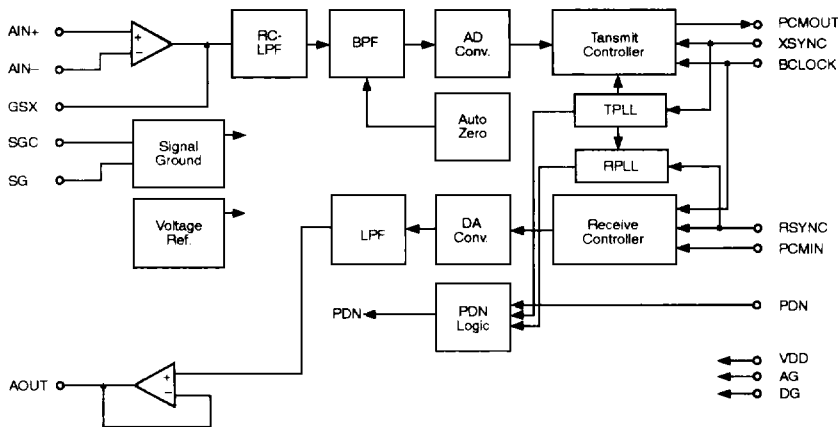 AIN+
AIN–
GSX
SGC
SG
+
–
RC-
LPF
BPF
AD
Conv.
Tansmit
Controller
PCMOUT
XSYNC
BCLOCK
Auto
Zero
TPLL
RPLL
Signal
Ground
Voltage
Ref.
LPF
DA
Conv.
Receive
Controller
RSYNC
PCMIN
PDN
PDN
Logic
PDN
AOUT
+
–
VDD
AG
DG